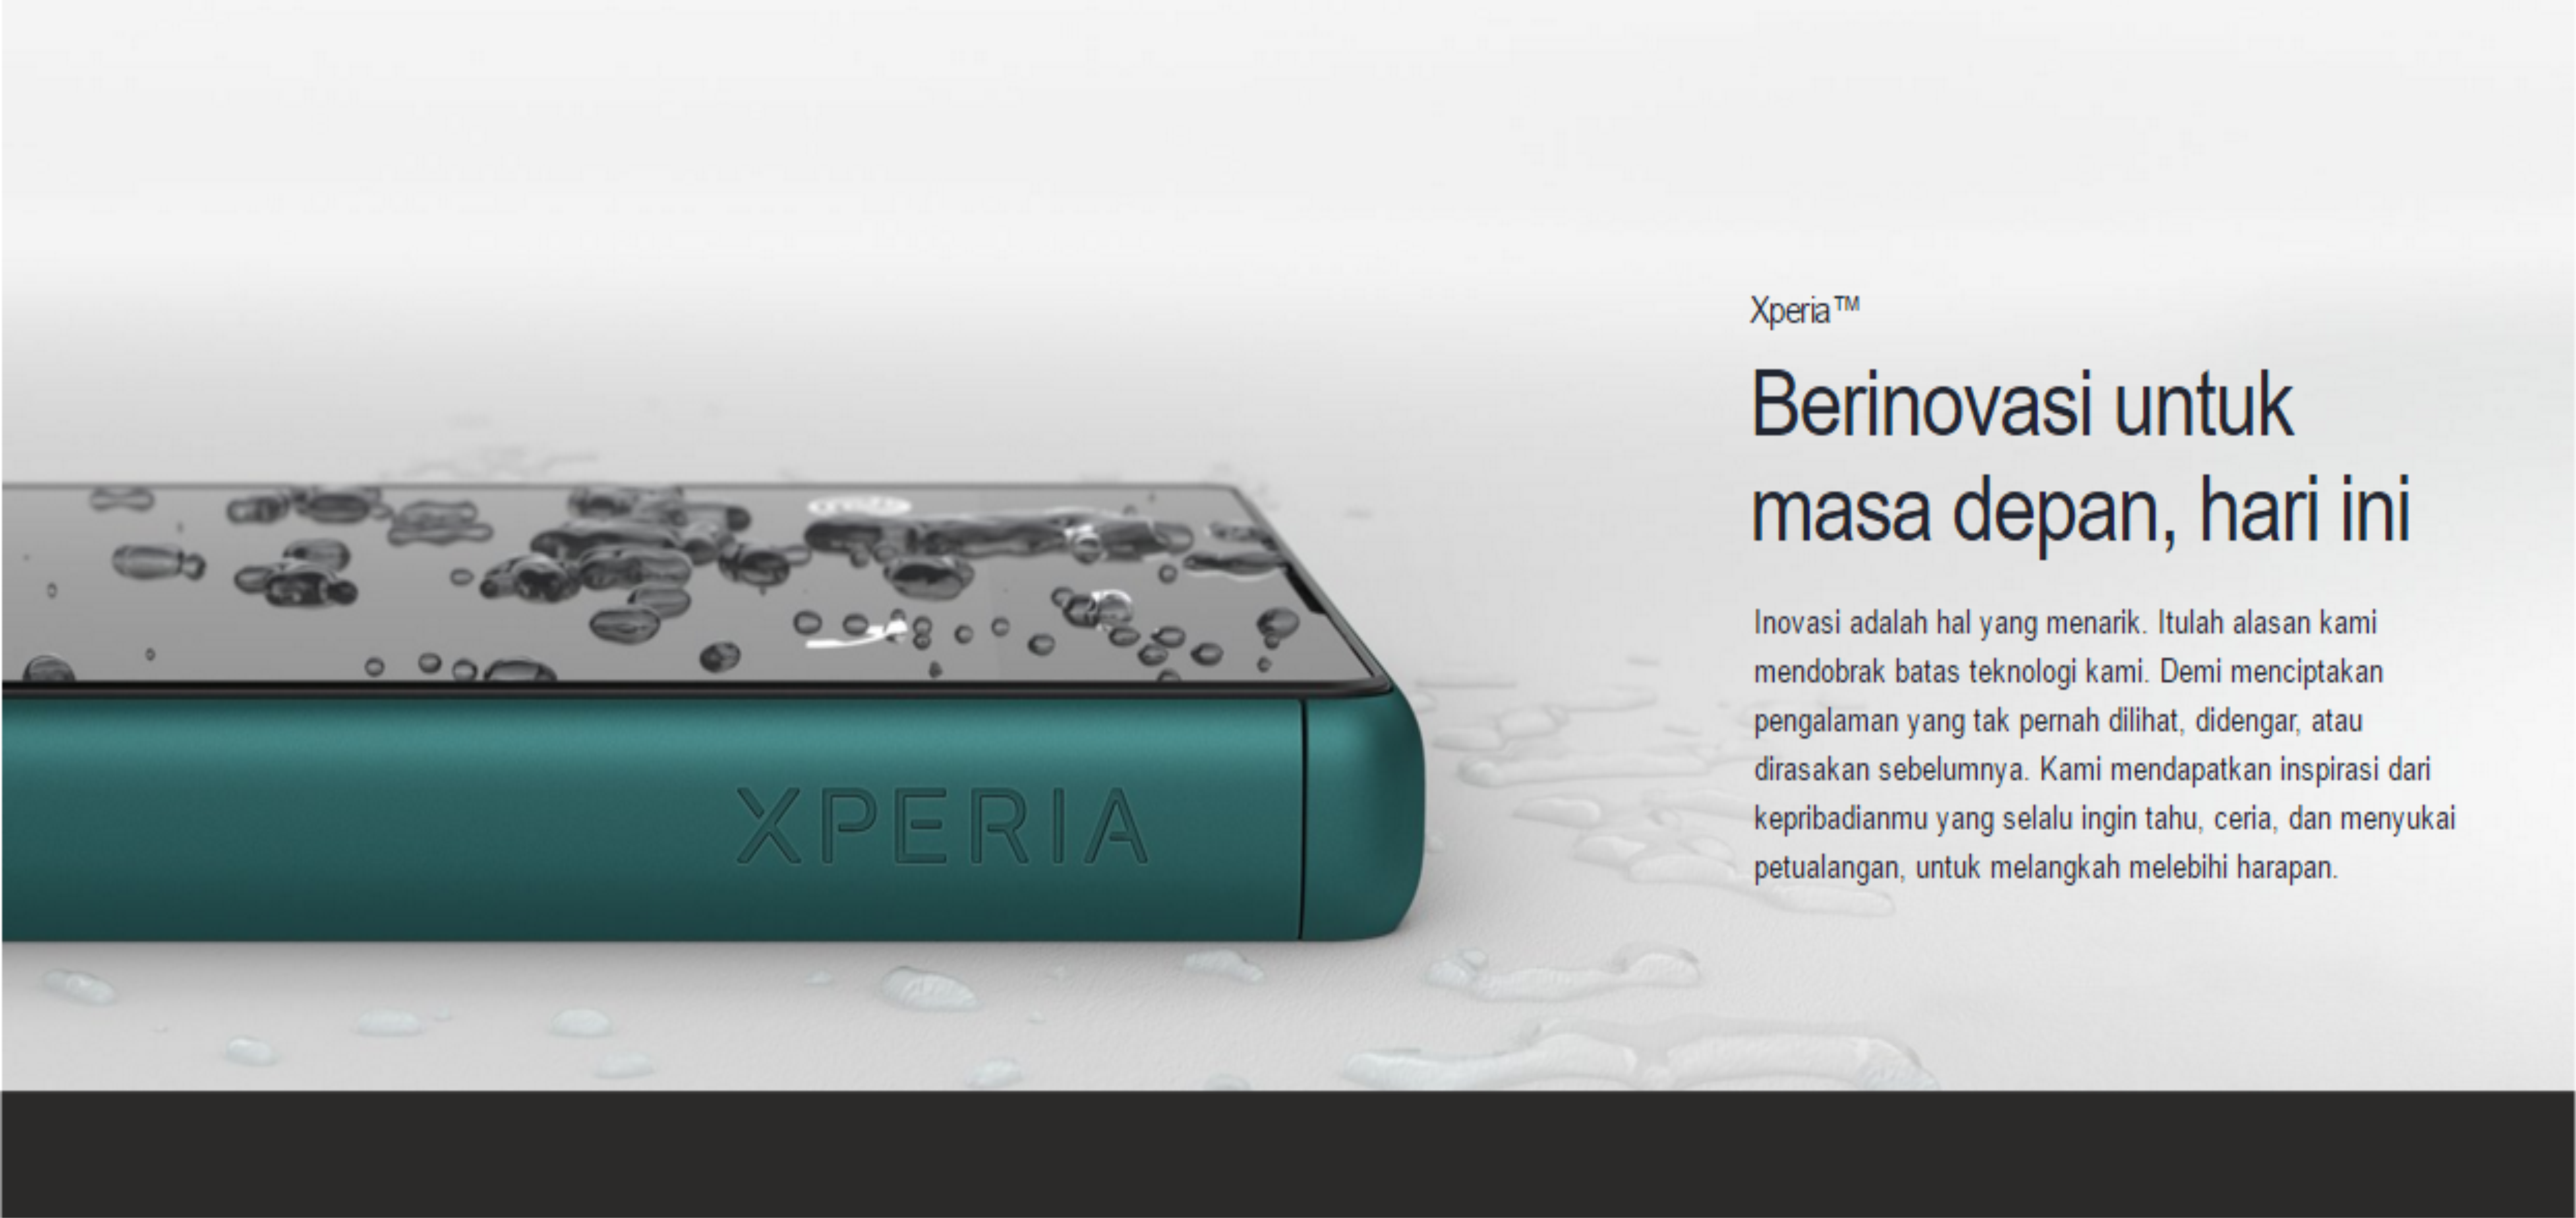 Xperia™
Berinovasi untuk
masa depan, hari ini
Inovasi adalah hal yang menarik. Itulah alasan kami
mendobrak batas teknologi kami. Demi menciptakan
pengalaman yang tak pernah dilihat, didengar, atau
dirasakan sebelumnya. Kami mendapatkan inspirasi dari
kepribadianmu yang selalu ingin tahu, ceria, dan menyukai
petualangan, untuk melangkah melebihi harapan.
XPERIA